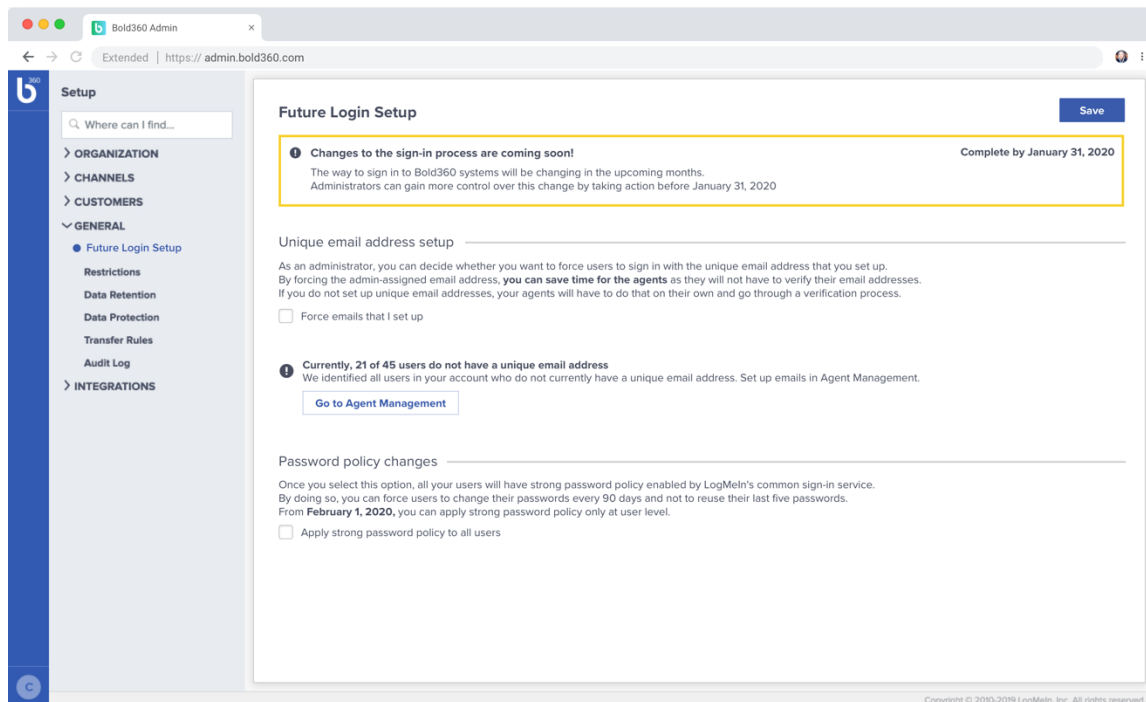 Bold360 Admin
Extended | https:// admin.bold360.com
b 360
Setup
Where can I find...
ORGANIZATION
CHANNELS
CUSTOMERS
GENERAL
Future Login Setup
Restrictions
Data Retention
Data Protection
Transfer Rules
Audit Log
INTEGRATIONS
C
Future Login Setup
Save
Changes to the sign-in process are coming soon!
Complete by January 31, 2020
The way to sign in to Bold360 systems will be changing in the upcoming months.
Administrators can gain more control over this change by taking action before January 31, 2020
Unique email address setup
As an administrator, you can decide whether you want to force users to sign in with the unique email address that you set up.
By forcing the admin-assigned email address, you can save time for the agents as they will not have to verify their email addresses.
If you do not set up unique email addresses, your agents will have to do that on their own and go through a verification process.
Force emails that I set up
Currently, 21 of 45 users do not have a unique email address
We identified all users in your account who do not currently have a unique email address. Set up emails in Agent Management.
Go to Agent Management
Password policy changes
Once you select this option, all your users will have strong password policy enabled by LogMeIn's common sign-in service.
By doing so, you can force users to change their passwords every 90 days and not to reuse their last five passwords.
From February 1, 2020, you can apply strong password policy only at user level.
Apply strong password policy to all users
Copyright © 2010-2019 LogMeIn, Inc. All rights reserved